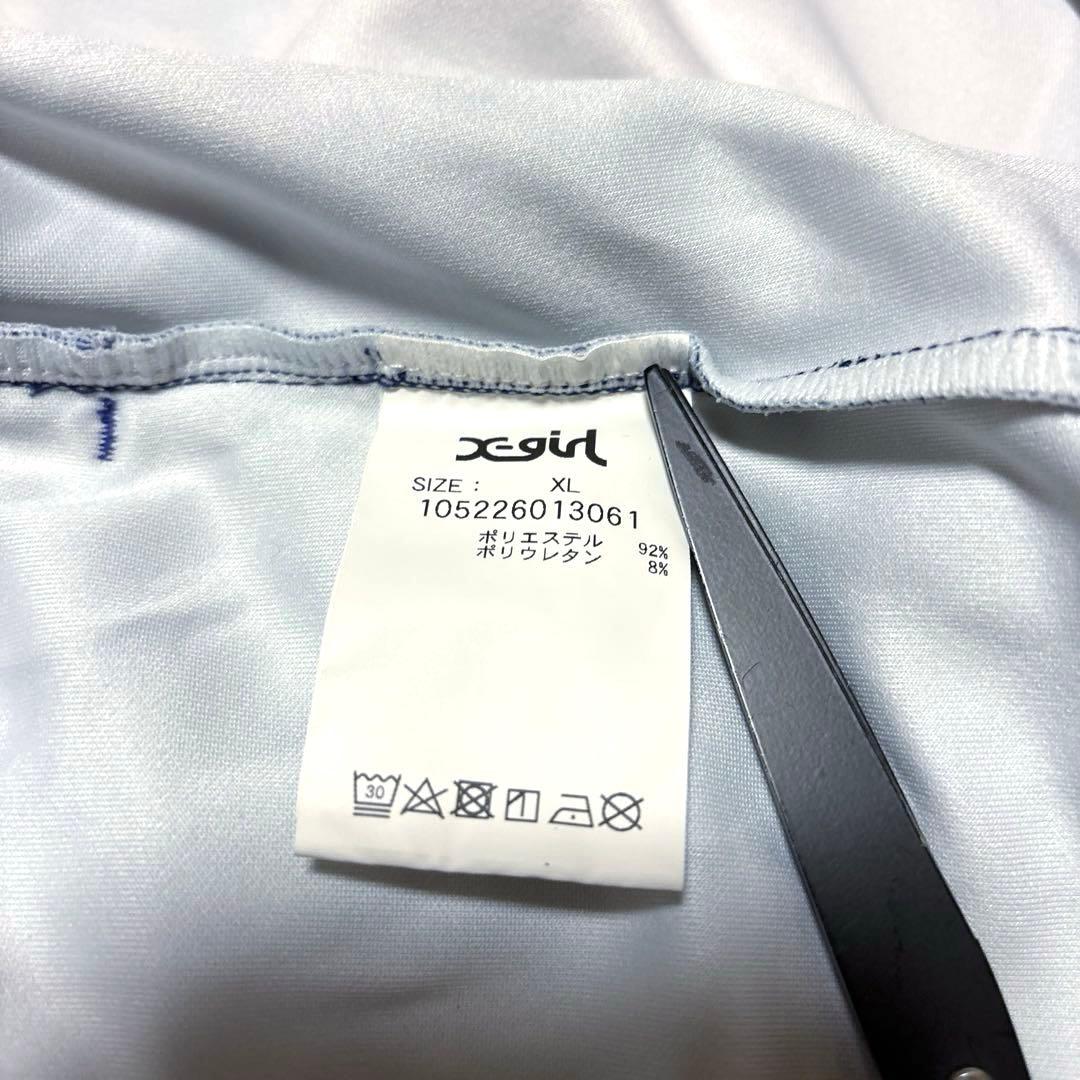 X-girl
SIZE : XL
105226013061
ポリエステル 92%
ポリウレタン 8%
30